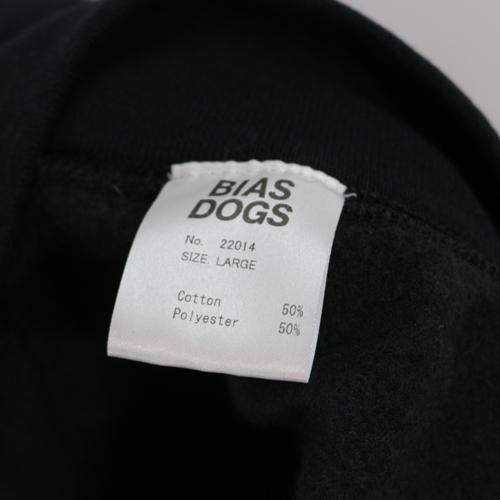 BIAS
DOGS
No. 22014
SIZE. LARGE
Cotton 50%
Polyester 50%